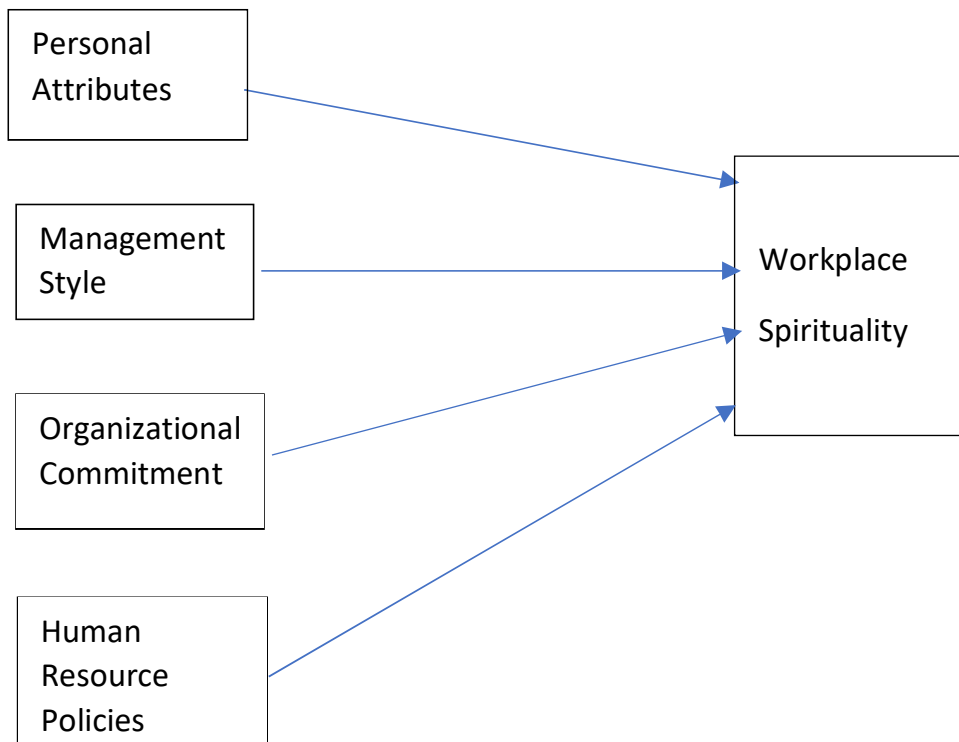 Personal
Attributes
Management
Style
Workplace
Spirituality
Organizational
Commitment
Human
Resource
Policies